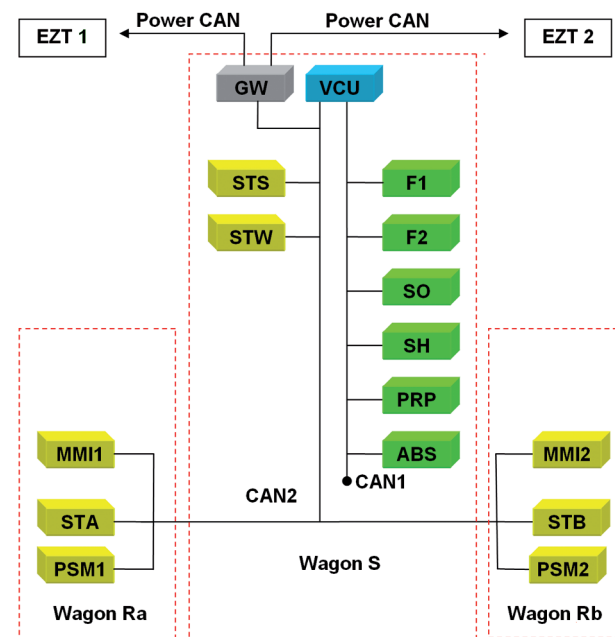 Power CAN
Power CAN
EZT 1
EZT 2
GW
VCU
STS
F1
STW
F2
SO
SH
PRP
MMI1
ABS
MMI2
CAN1
CAN2
STA
STB
Wagon S
PSM1
PSM2
Wagon Ra
Wagon Rb